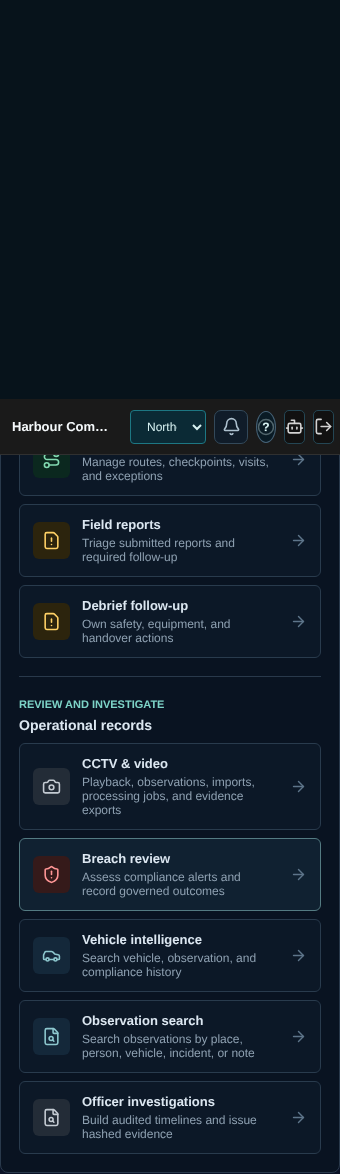 Harbour Com...
North
?
Manage routes, checkpoints, visits,
and exceptions
Field reports
Triage submitted reports and
required follow-up
Debrief follow-up
Own safety, equipment, and
handover actions
REVIEW AND INVESTIGATE
Operational records
CCTV & video
Playback, observations, imports,
processing jobs, and evidence
exports
Breach review
Assess compliance alerts and
record governed outcomes
Vehicle intelligence
Search vehicle, observation, and
compliance history
Observation search
Search observations by place,
person, vehicle, incident, or note
Officer investigations
Build audited timelines and issue
hashed evidence